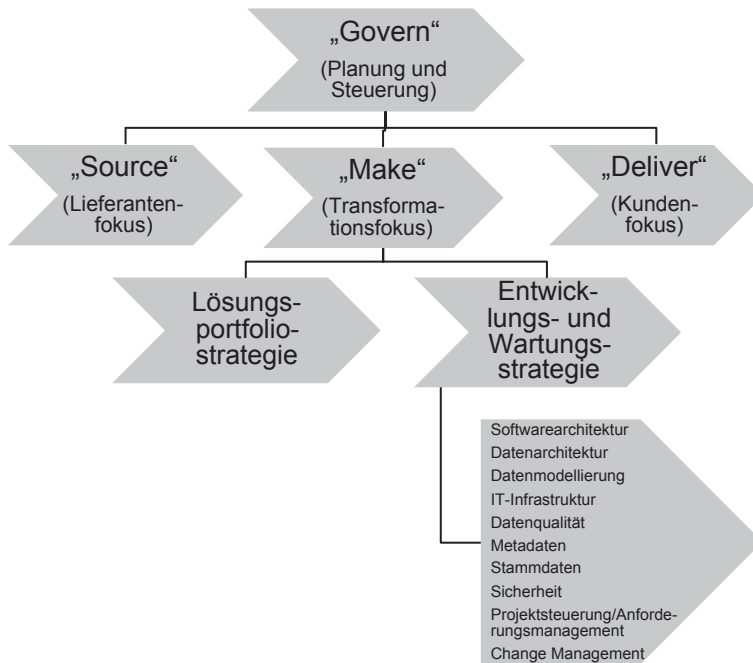 „Govern“
(Planung und
Steuerung)
„Source“
(Lieferanten-
fokus)
„Make“
(Transforma-
tionsfokus)
„Deliver“
(Kunden-
fokus)
Lösungs-
portfolio-
strategie
Entwick-
lungs- und
Wartungs-
strategie
Softwarearchitektur
Datenarchitektur
Datenmodellierung
IT-Infrastruktur
Datenqualität
Metadaten
Stammdaten
Sicherheit
Projektsteuerung/Anforde-
rungsmanagement
Change Management